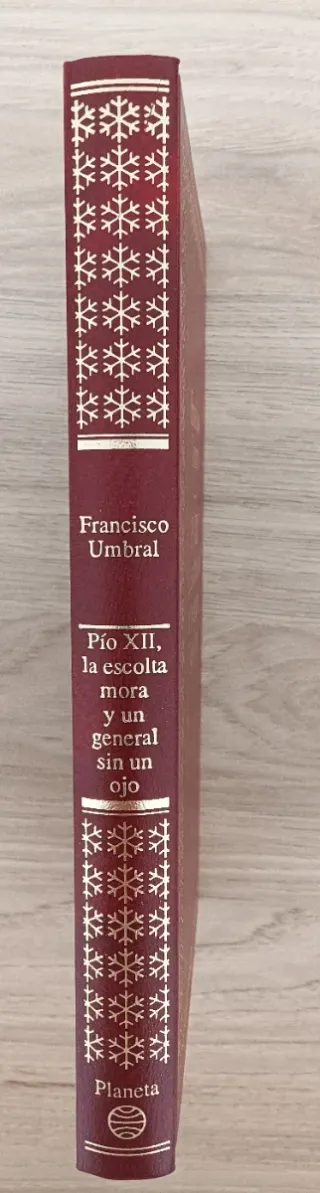 Francisco
Umbral
Pío XII,
la escolta
mora
y un
general
sin un
ojo
Planeta